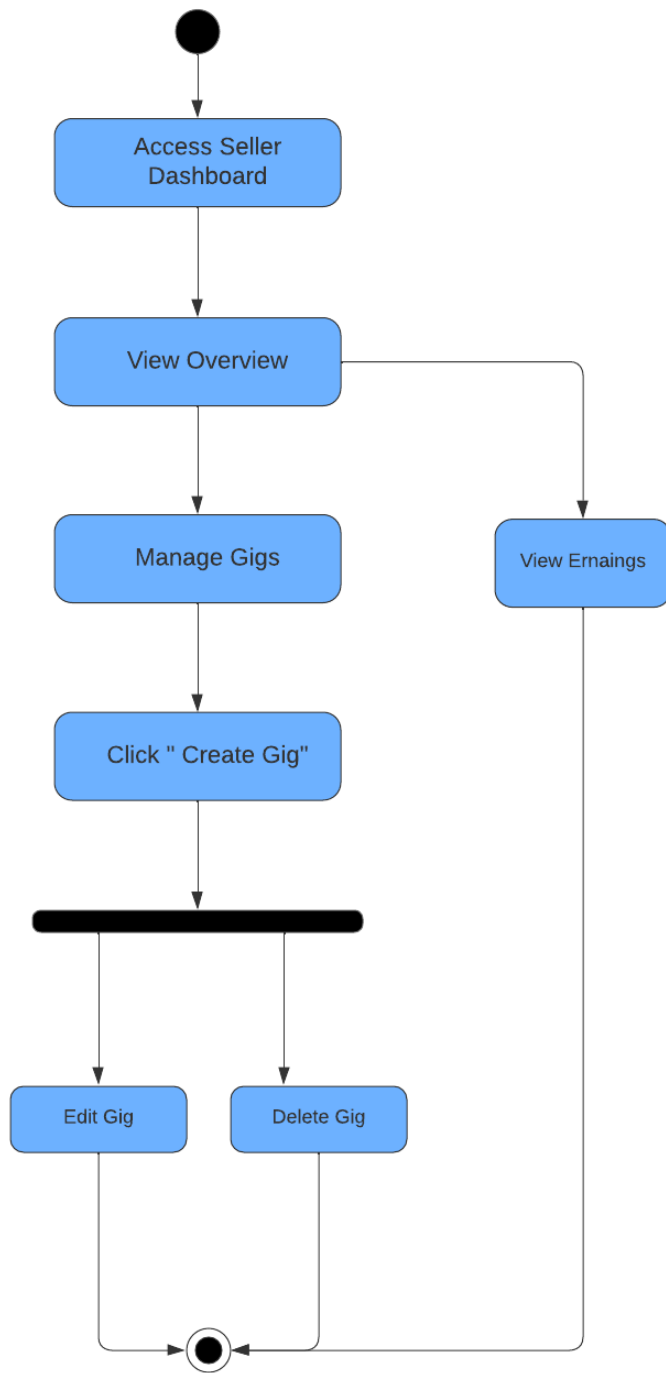 Access Seller
Dashboard
View Overview
Manage Gigs
View Ernaings
Click " Create Gig"
Edit Gig
Delete Gig